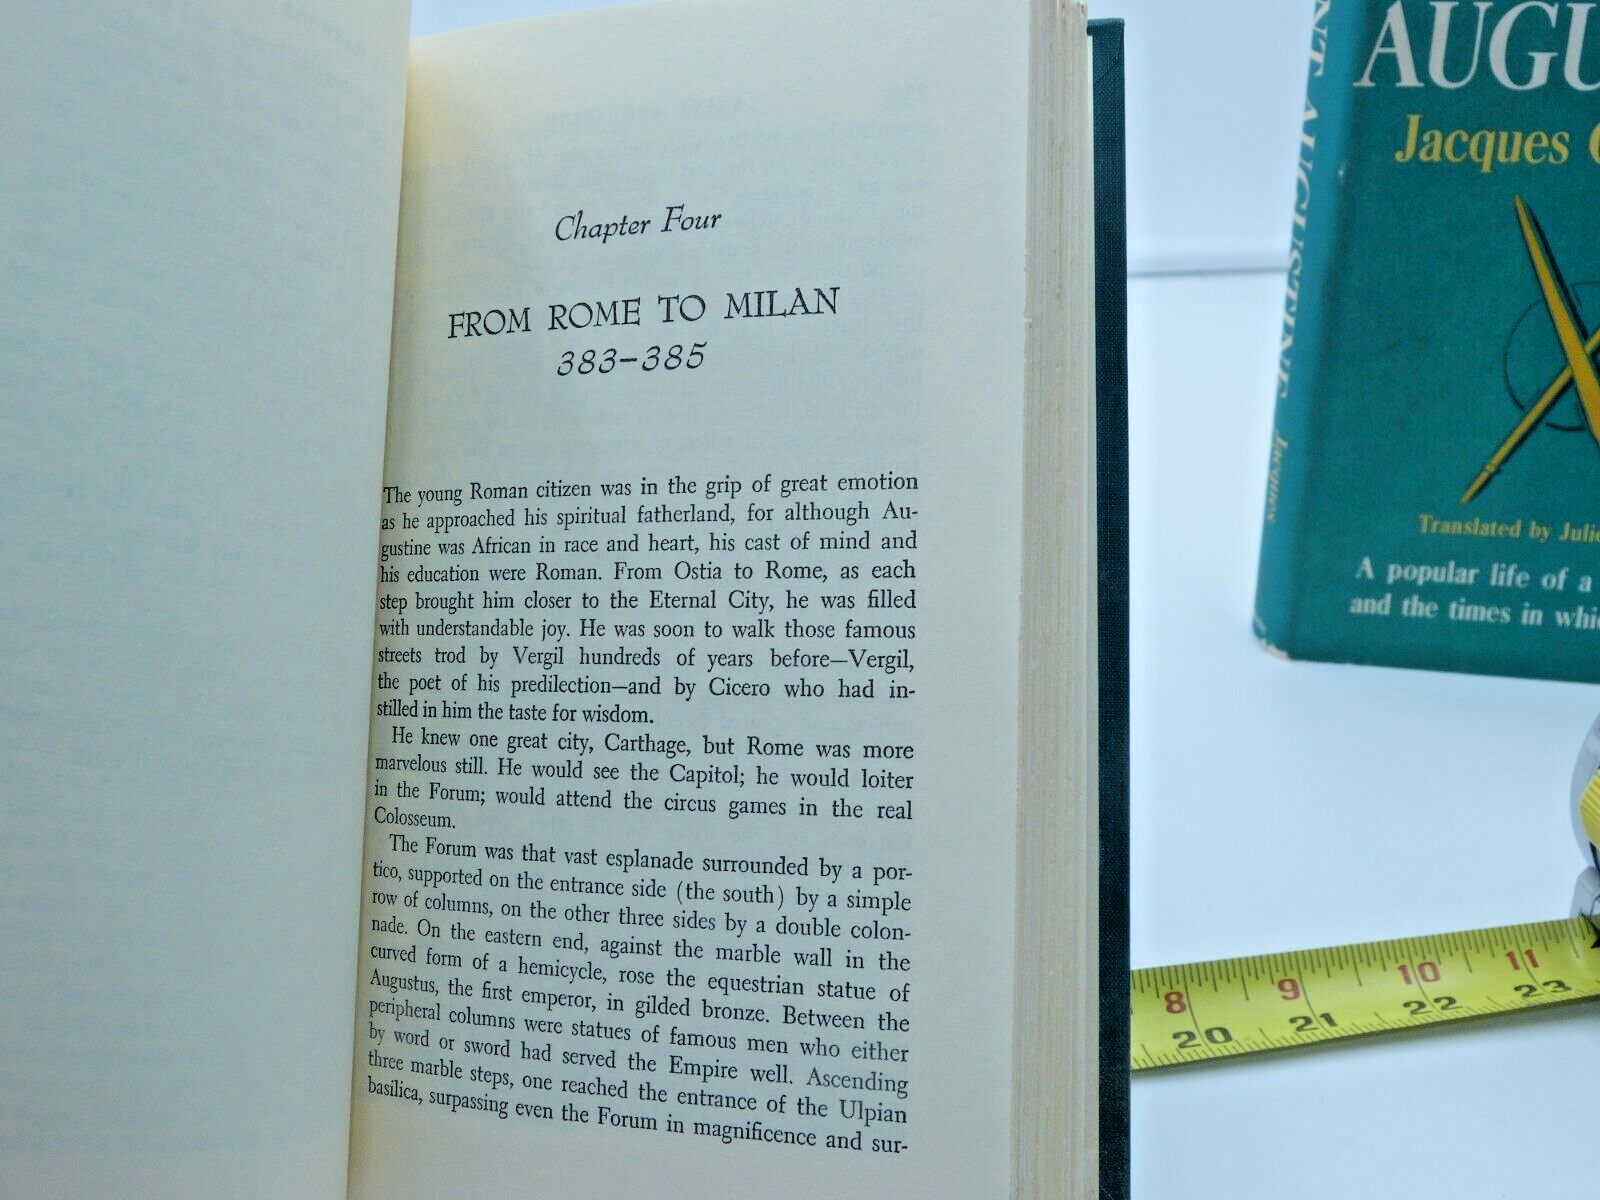 Chapter Four
FROM ROME TO MILAN
383–385
The young Roman citizen was in the grip of great emotion
as he approached his spiritual fatherland, for although Au-
gustine was African in race and heart, his cast of mind and
his education were Roman. From Ostia to Rome, as each
step brought him closer to the Eternal City, he was filled
with understandable joy. He was soon to walk those famous
streets trod by Vergil hundreds of years before—Vergil,
the poet of his predilection—and by Cicero who had in-
stilled in him the taste for wisdom.
He knew one great city, Carthage, but Rome was more
marvelous still. He would see the Capitol; he would loiter
in the Forum; would attend the circus games in the real
Colosseum.
The Forum was that vast esplanade surrounded by a por-
tico, supported on the entrance side (the south) by a simple
row of columns, on the other three sides by a double colon-
nade. On the eastern end, against the marble wall in the
curved form of a hemicycle, rose the equestrian statue of
Augustus, the first emperor, in gilded bronze. Between the
peripheral columns were statues of famous men who either
by word or sword had served the Empire well. Ascending
three marble steps, one reached the entrance of the Ulpian
basilica, surpassing even the Forum in magnificence and sur-
NT AUGUSTINE Jacques
AUGU
Jacques
Translated by Julie
A popular life of a
and the times in whic
8 9 10 11
20 21 22 23